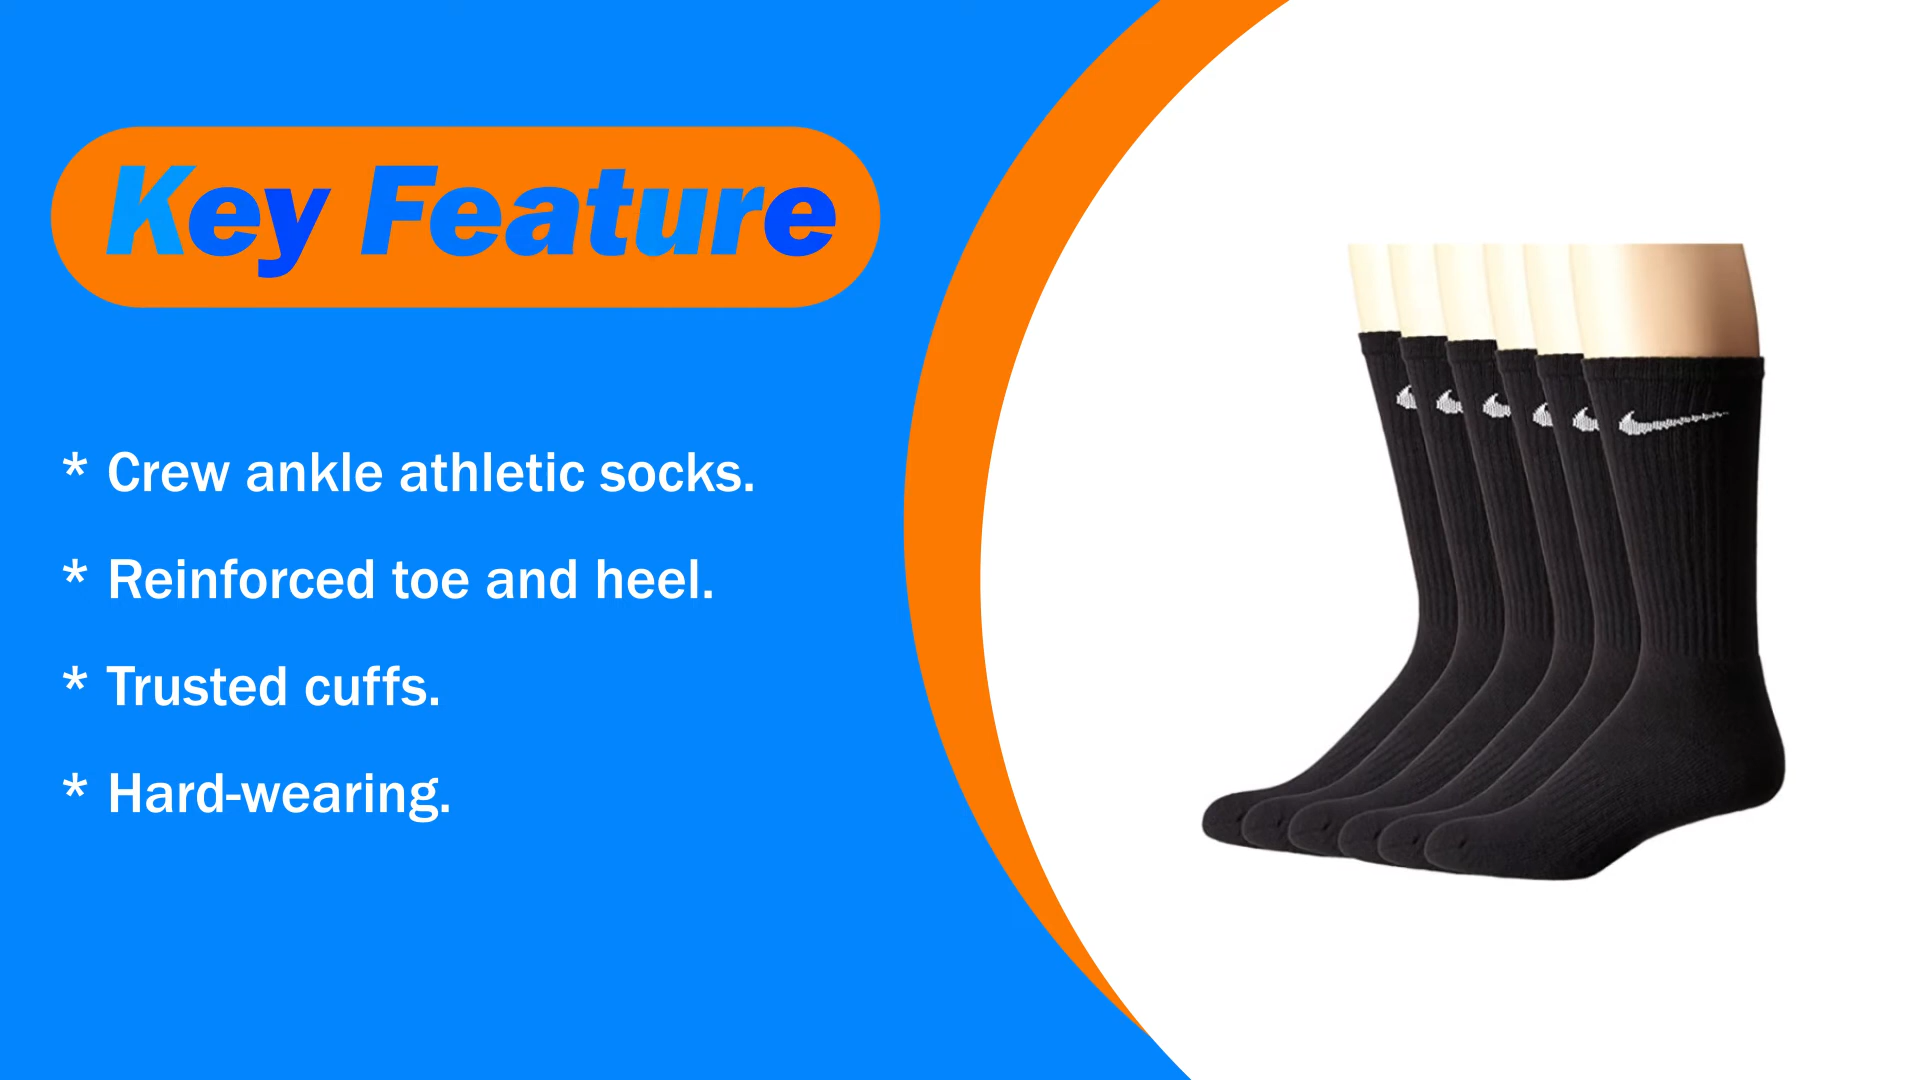 Key Feature
* Crew ankle athletic socks.
* Reinforced toe and heel.
* Trusted cuffs.
* Hard-wearing.